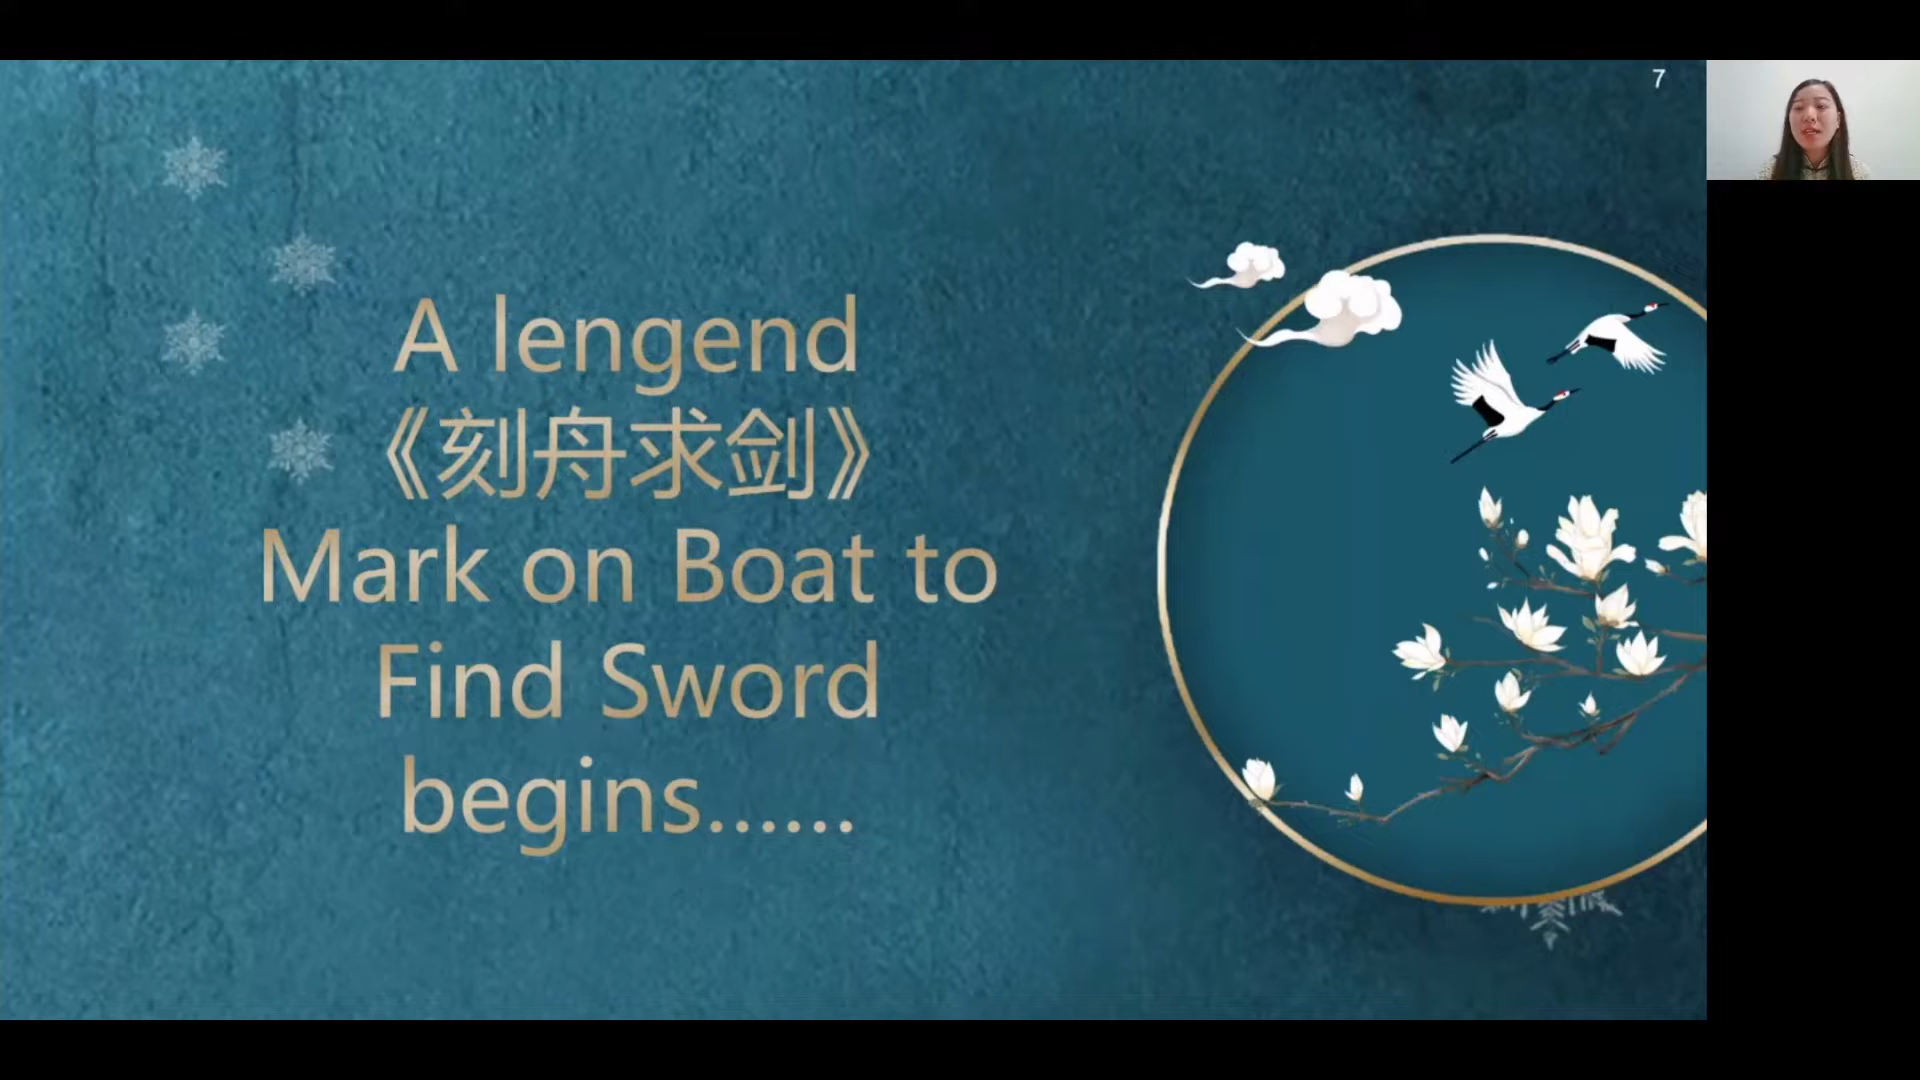 7
A lengend
《刻舟求剑》
Mark on Boat to
Find Sword
begins......